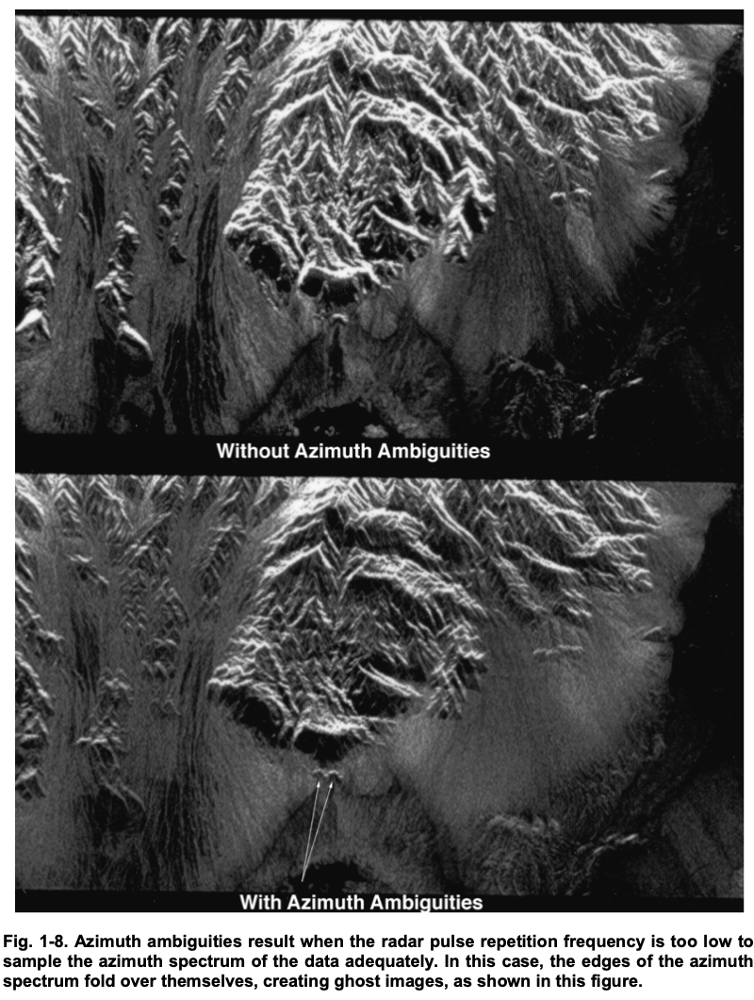 Without Azimuth Ambiguities
With Azimuth Ambiguities
Fig. 1-8. Azimuth ambiguities result when the radar pulse repetition frequency is too low to
sample the azimuth spectrum of the data adequately. In this case, the edges of the azimuth
spectrum fold over themselves, creating ghost images, as shown in this figure.